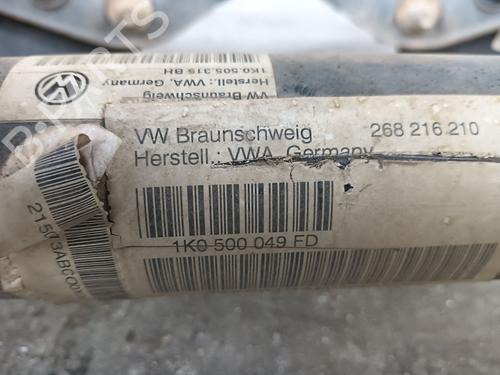 1K0.505.315 BH
Herstell.: VWA, Germany
VW Braunschweig
VW Braunschweig 268 216 210
Herstell.: VWA, Germany
1K0 500 049 FD